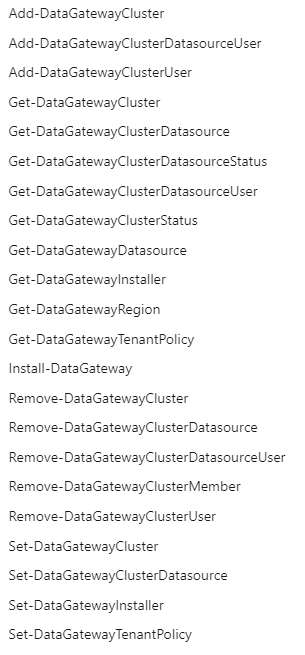 Add-DataGatewayCluster
Add-DataGatewayClusterDatasourceUser
Add-DataGatewayClusterUser
Get-DataGatewayCluster
Get-DataGatewayClusterDatasource
Get-DataGatewayClusterDatasourceStatus
Get-DataGatewayClusterDatasourceUser
Get-DataGatewayClusterStatus
Get-DataGatewayDatasource
Get-DataGatewayInstaller
Get-DataGatewayRegion
Get-DataGatewayTenantPolicy
Install-DataGateway
Remove-DataGatewayCluster
Remove-DataGatewayClusterDatasource
Remove-DataGatewayClusterDatasourceUser
Remove-DataGatewayClusterMember
Remove-DataGatewayClusterUser
Set-DataGatewayCluster
Set-DataGatewayClusterDatasource
Set-DataGatewayInstaller
Set-DataGatewayTenantPolicy